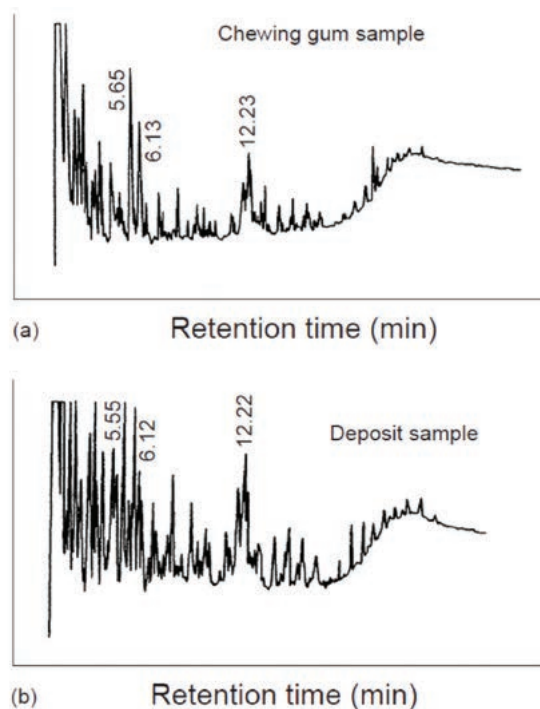 Chewing gum sample
5.65
6.13
12.23
(a) Retention time (min)
5.55
6.12
12.22
Deposit sample
(b) Retention time (min)